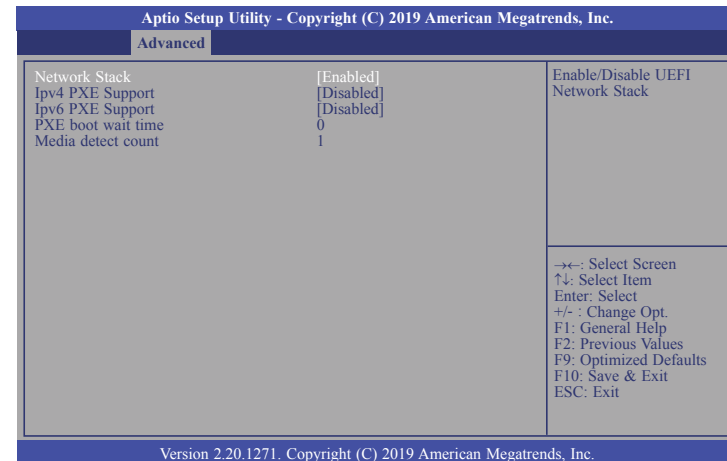 Aptio Setup Utility - Copyright (C) 2019 American Megatrends, Inc.
Advanced
Network Stack [Enabled]
Ipv4 PXE Support [Disabled]
Ipv6 PXE Support [Disabled]
PXE boot wait time 0
Media detect count 1
Enable/Disable UEFI
Network Stack
→←: Select Screen
↑↓: Select Item
Enter: Select
+/- : Change Opt.
F1: General Help
F2: Previous Values
F9: Optimized Defaults
F10: Save & Exit
ESC: Exit
Version 2.20.1271. Copyright (C) 2019 American Megatrends, Inc.